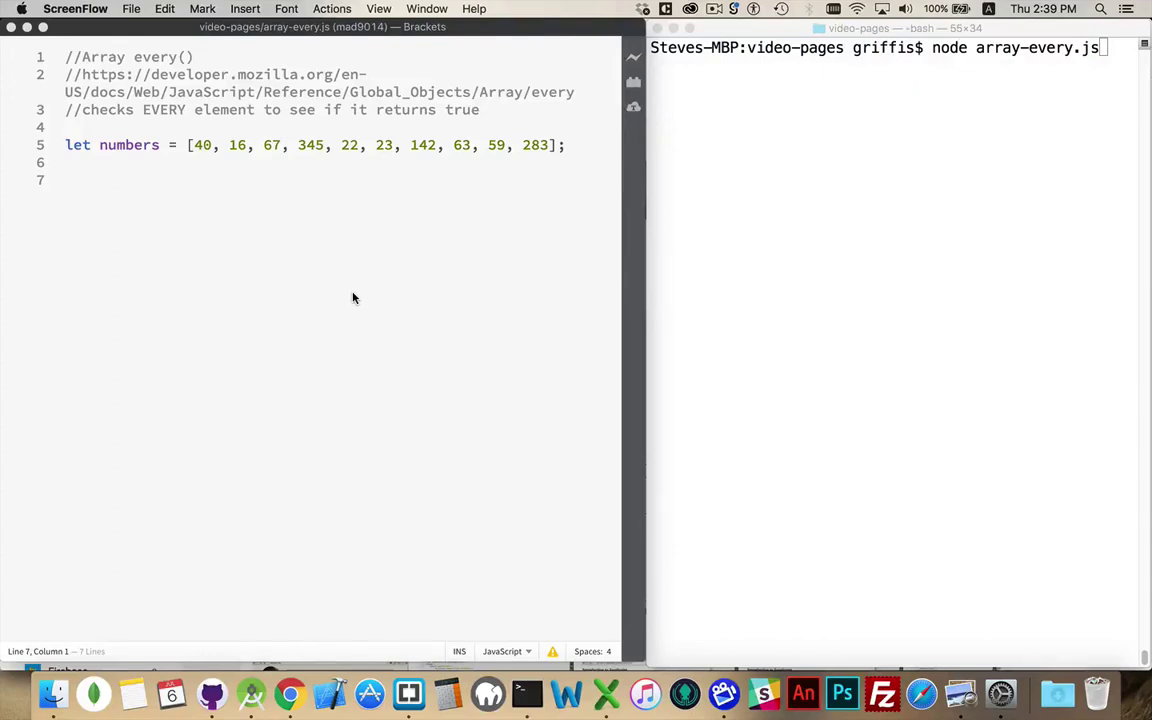 ScreenFlow File Edit Mark Insert Font Actions View Window Help 100% A Thu 2:39 PM
video-pages/array-every.js (mad9014) — Brackets
video-pages — -bash — 55×34
1 //Array every()
2 //https://developer.mozilla.org/en-
US/docs/Web/JavaScript/Reference/Global_Objects/Array/every
3 //checks EVERY element to see if it returns true
4
5 let numbers = [40, 16, 67, 345, 22, 23, 142, 63, 59, 283];
6
7
Steves-MBP:video-pages griffis$ node array-every.js
Line 7, Column 1 — 7 Lines
INS JavaScript Spaces: 4
JUL
6
W X S An Ps Fz